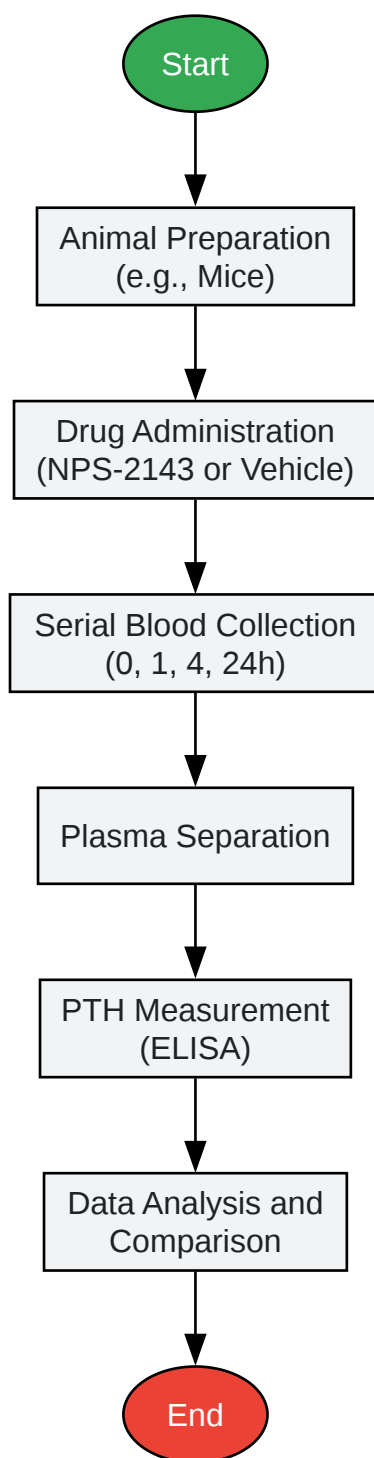 Start
Animal Preparation
(e.g., Mice)
Drug Administration
(NPS-2143 or Vehicle)
Serial Blood Collection
(0, 1, 4, 24h)
Plasma Separation
PTH Measurement
(ELISA)
Data Analysis and
Comparison
End